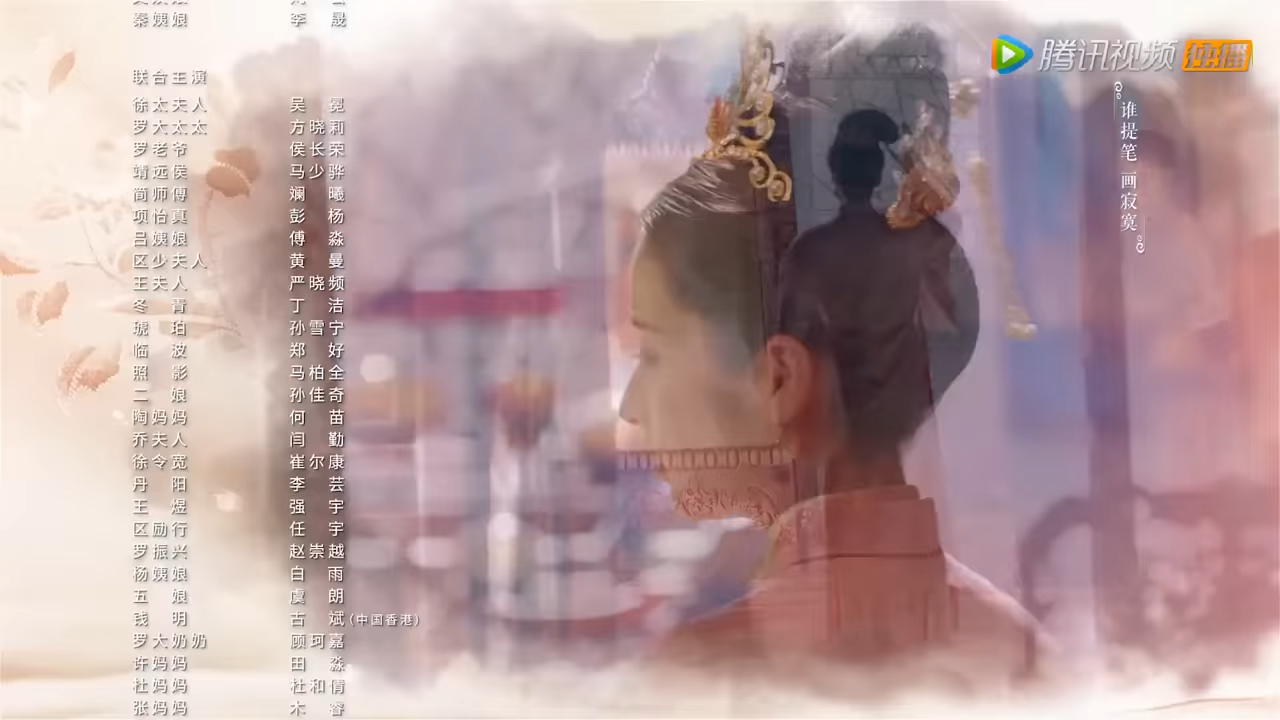 秦姨娘 李晟
联合主演
徐太夫人 吴冕
罗大太太 方晓莉
罗老爷 侯长荣
靖远侯 马少骅
简师傅 斓曦
项怡真 彭杨
吕姨娘 傅淼
区少夫人 黄曼
王夫人 严晓频
冬青 丁洁
琥珀 孙雪宁
临波 郑好
照影 马柏全
二娘 孙佳奇
陶妈妈 何苗
乔夫人 闫勤
徐令宽 崔尔康
丹阳 李芸
王煜 强宇
区励行 任宇
罗振兴 赵崇越
杨姨娘 白雨
五娘 虞朗
钱明 古斌(中国香港)
罗大奶奶 顾珂嘉
许妈妈 田淼
杜妈妈 杜和倩
张妈妈 木睿
腾讯视频 独播
谁提笔 画寂寞